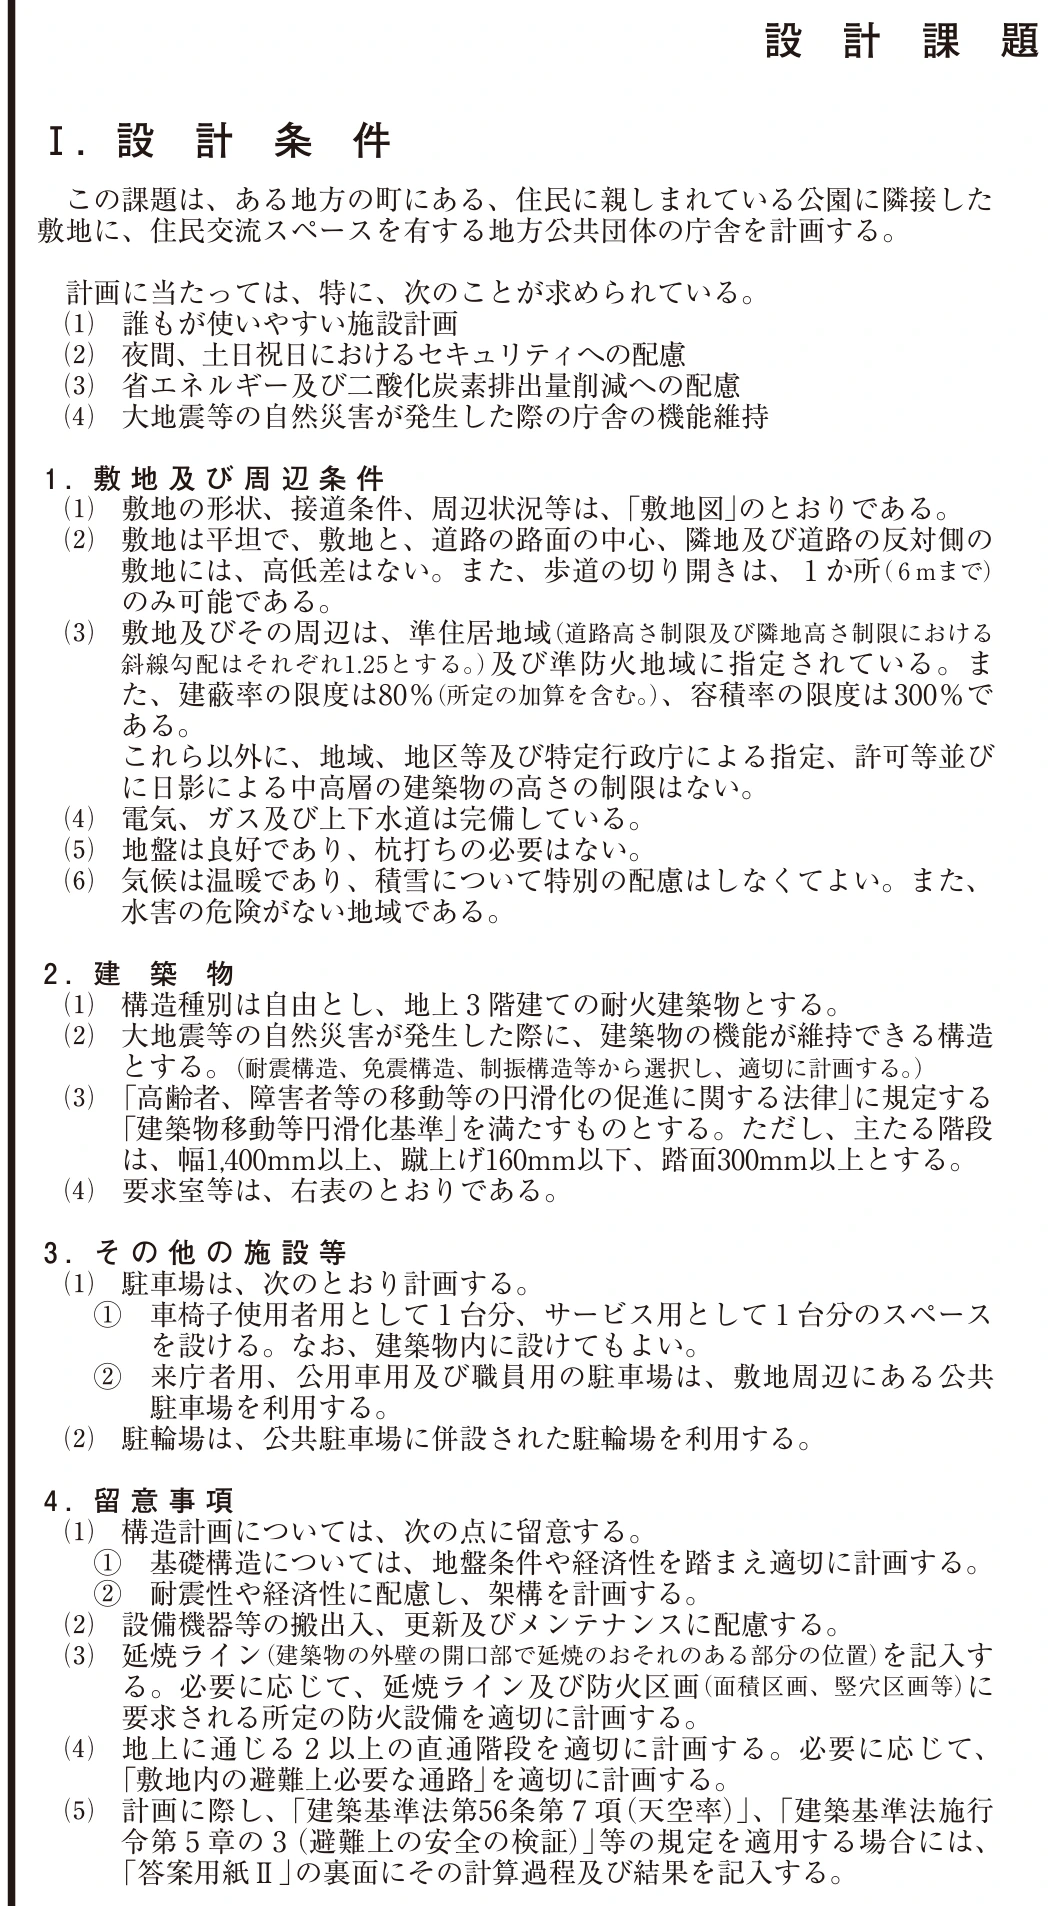 設計課題
Ⅰ．設計条件
この課題は、ある地方の町にある、住民に親しまれている公園に隣接した
敷地に、住民交流スペースを有する地方公共団体の庁舎を計画する。
計画に当たっては、特に、次のことが求められている。
⑴　誰もが使いやすい施設計画
⑵　夜間、土日祝日におけるセキュリティへの配慮
⑶　省エネルギー及び二酸化炭素排出量削減への配慮
⑷　大地震等の自然災害が発生した際の庁舎の機能維持
1．敷地及び周辺条件
⑴　敷地の形状、接道条件、周辺状況等は、「敷地図」のとおりである。
⑵　敷地は平坦で、敷地と、道路の路面の中心、隣地及び道路の反対側の
敷地には、高低差はない。また、歩道の切り開きは、１か所（６ｍまで）
のみ可能である。
⑶　敷地及びその周辺は、準住居地域（道路高さ制限及び隣地高さ制限における
斜線勾配はそれぞれ1.25とする。）及び準防火地域に指定されている。ま
た、建蔽率の限度は80％（所定の加算を含む。）、容積率の限度は300％で
ある。
これら以外に、地域、地区等及び特定行政庁による指定、許可等並び
に日影による中高層の建築物の高さの制限はない。
⑷　電気、ガス及び上下水道は完備している。
⑸　地盤は良好であり、杭打ちの必要はない。
⑹　気候は温暖であり、積雪について特別の配慮はしなくてよい。また、
水害の危険がない地域である。
2．建築物
⑴　構造種別は自由とし、地上３階建ての耐火建築物とする。
⑵　大地震等の自然災害が発生した際に、建築物の機能が維持できる構造
とする。（耐震構造、免震構造、制振構造等から選択し、適切に計画する。）
⑶　「高齢者、障害者等の移動等の円滑化の促進に関する法律」に規定する
「建築物移動等円滑化基準」を満たすものとする。ただし、主たる階段
は、幅1,400mm以上、蹴上げ160mm以下、踏面300mm以上とする。
⑷　要求室等は、右表のとおりである。
3．その他の施設等
⑴　駐車場は、次のとおり計画する。
①　車椅子使用者用として１台分、サービス用として１台分のスペース
を設ける。なお、建築物内に設けてもよい。
②　来庁者用、公用車用及び職員用の駐車場は、敷地周辺にある公共
駐車場を利用する。
⑵　駐輪場は、公共駐車場に併設された駐輪場を利用する。
4．留意事項
⑴　構造計画については、次の点に留意する。
①　基礎構造については、地盤条件や経済性を踏まえ適切に計画する。
②　耐震性や経済性に配慮し、架構を計画する。
⑵　設備機器等の搬出入、更新及びメンテナンスに配慮する。
⑶　延焼ライン（建築物の外壁の開口部で延焼のおそれのある部分の位置）を記入す
る。必要に応じて、延焼ライン及び防火区画（面積区画、竪穴区画等）に
要求される所定の防火設備を適切に計画する。
⑷　地上に通じる２以上の直通階段を適切に計画する。必要に応じて、
「敷地内の避難上必要な通路」を適切に計画する。
⑸　計画に際し、「建築基準法第56条第７項（天空率）」、「建築基準法施行
令第５章の３（避難上の安全の検証）」等の規定を適用する場合には、
「答案用紙Ⅱ」の裏面にその計算過程及び結果を記入する。